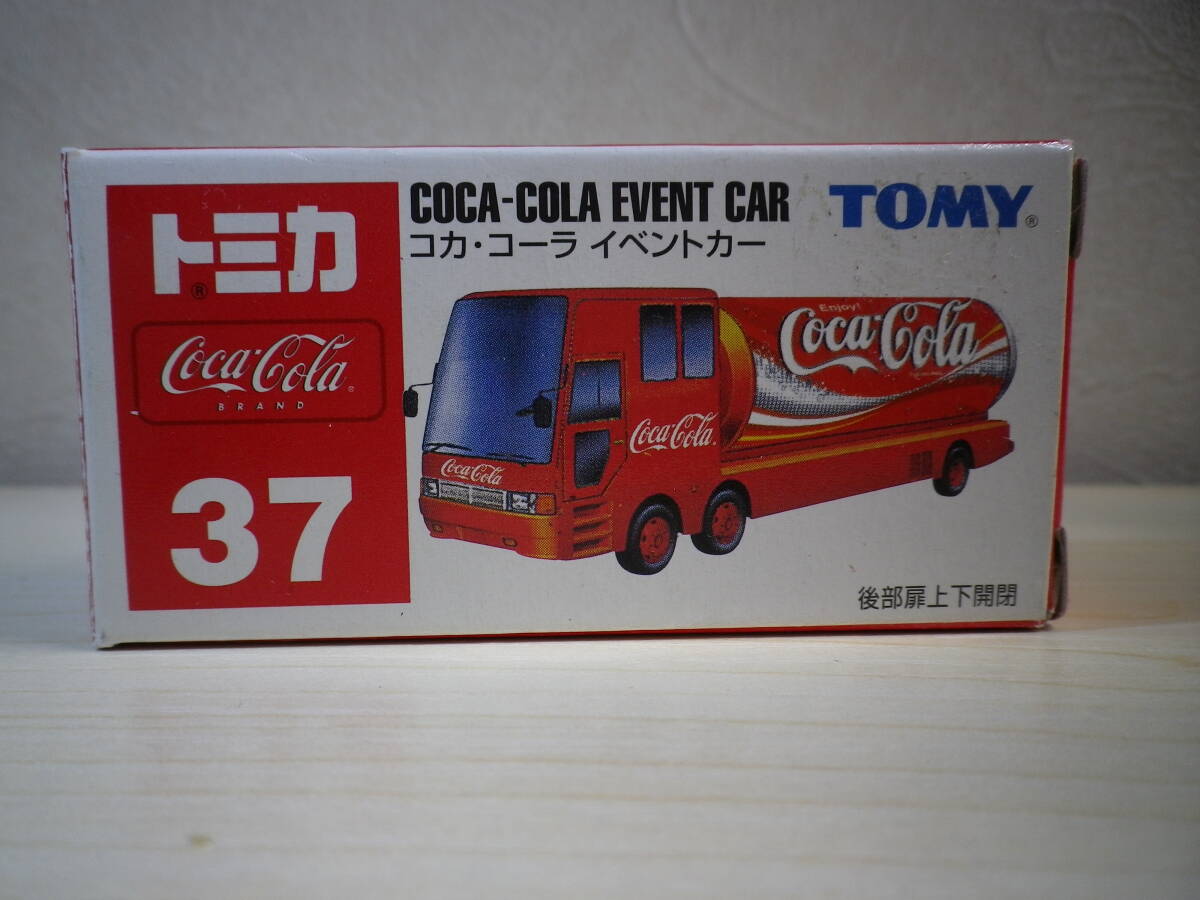 トミカ®
Coca-Cola®
BRAND
37
COCA-COLA EVENT CAR
コカ・コーラ イベントカー
TOMY®
Enjoy!
Coca-Cola
Coca-Cola
Coca-Cola
後部扉上下開閉